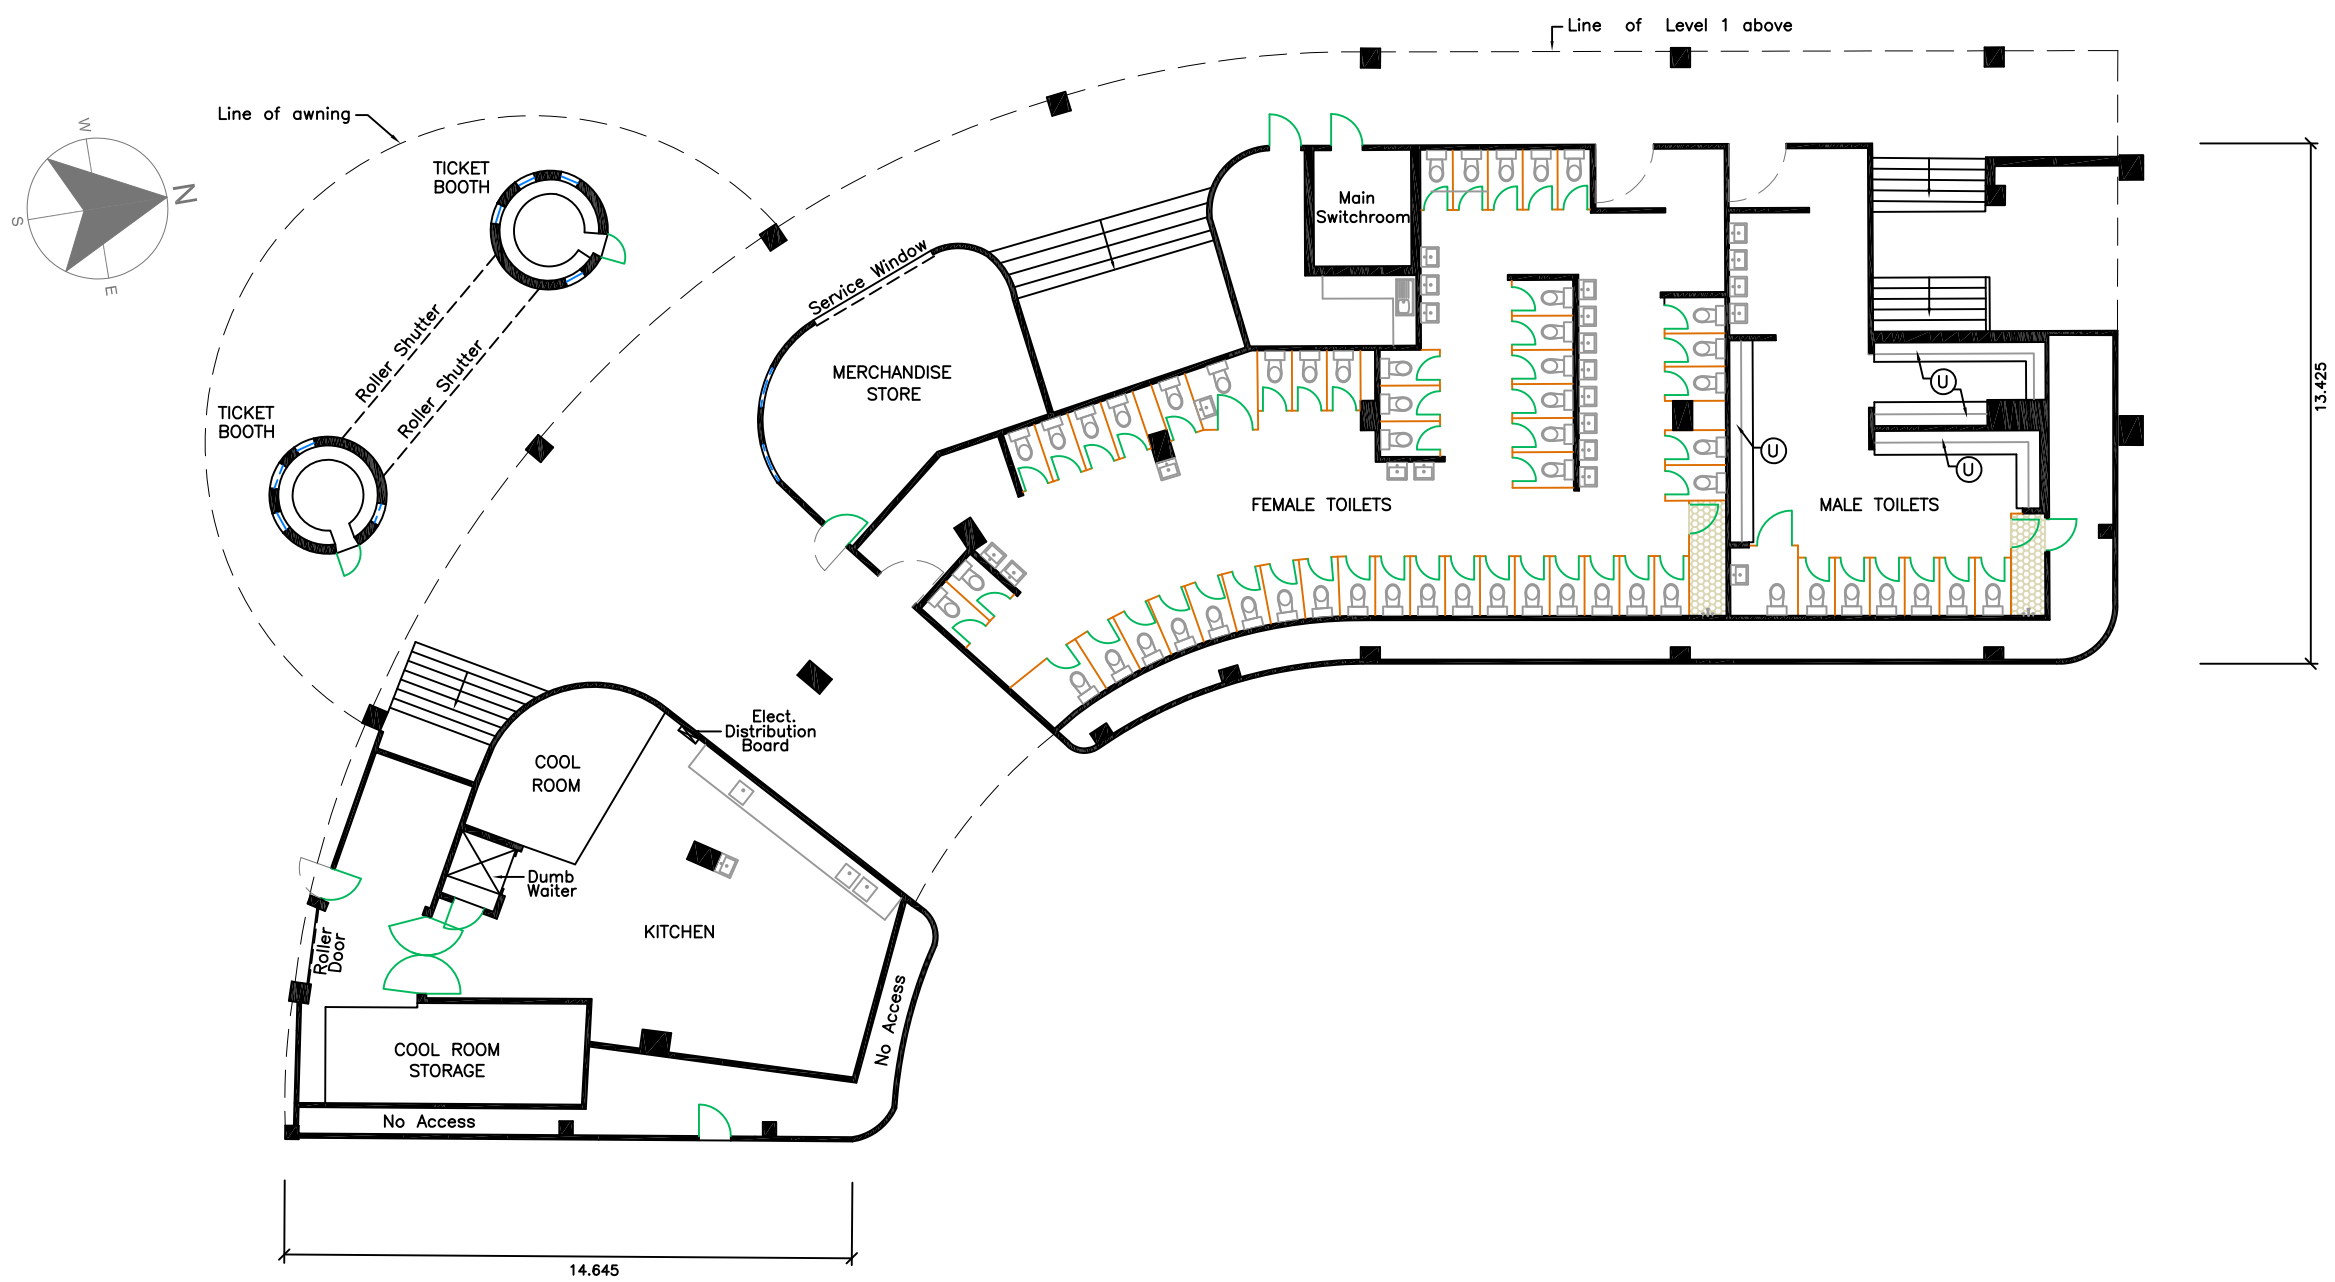 Line of Level 1 above
Line of awning
W
N
S
E
TICKET
BOOTH
Roller Shutter
Roller Shutter
TICKET
BOOTH
Service Window
MERCHANDISE
STORE
Main
Switchroom
FEMALE TOILETS
MALE TOILETS
U
U
U
13.425
Elect.
Distribution
Board
COOL
ROOM
Dumb
Waiter
KITCHEN
Roller
Door
No Access
COOL ROOM
STORAGE
No Access
14.645